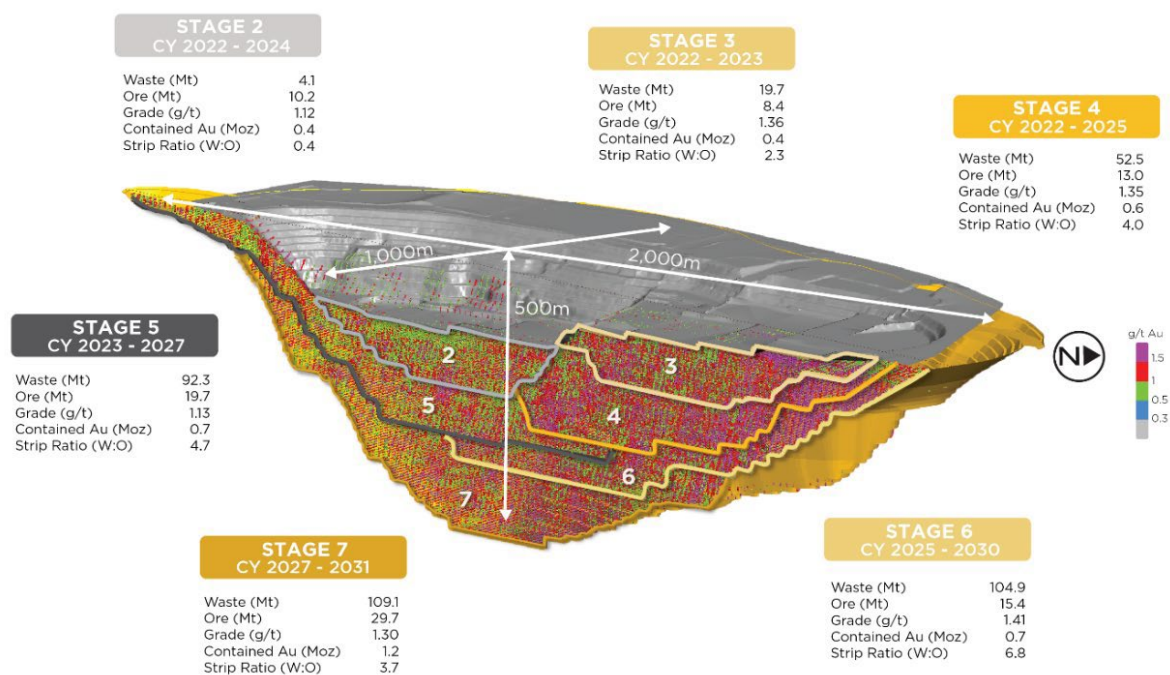 STAGE 2
CY 2022 - 2024
Waste (Mt) 4.1
Ore (Mt) 10.2
Grade (g/t) 1.12
Contained Au (Moz) 0.4
Strip Ratio (W:O) 0.4
STAGE 3
CY 2022 - 2023
Waste (Mt) 19.7
Ore (Mt) 8.4
Grade (g/t) 1.36
Contained Au (Moz) 0.4
Strip Ratio (W:O) 2.3
STAGE 4
CY 2022 - 2025
Waste (Mt) 52.5
Ore (Mt) 13.0
Grade (g/t) 1.35
Contained Au (Moz) 0.6
Strip Ratio (W:O) 4.0
1,000m
2,000m
500m
2
3
5
4
6
7
N
g/t Au
1.5
1
0.5
0.3
STAGE 5
CY 2023 - 2027
Waste (Mt) 92.3
Ore (Mt) 19.7
Grade (g/t) 1.13
Contained Au (Moz) 0.7
Strip Ratio (W:O) 4.7
STAGE 7
CY 2027 - 2031
Waste (Mt) 109.1
Ore (Mt) 29.7
Grade (g/t) 1.30
Contained Au (Moz) 1.2
Strip Ratio (W:O) 3.7
STAGE 6
CY 2025 - 2030
Waste (Mt) 104.9
Ore (Mt) 15.4
Grade (g/t) 1.41
Contained Au (Moz) 0.7
Strip Ratio (W:O) 6.8